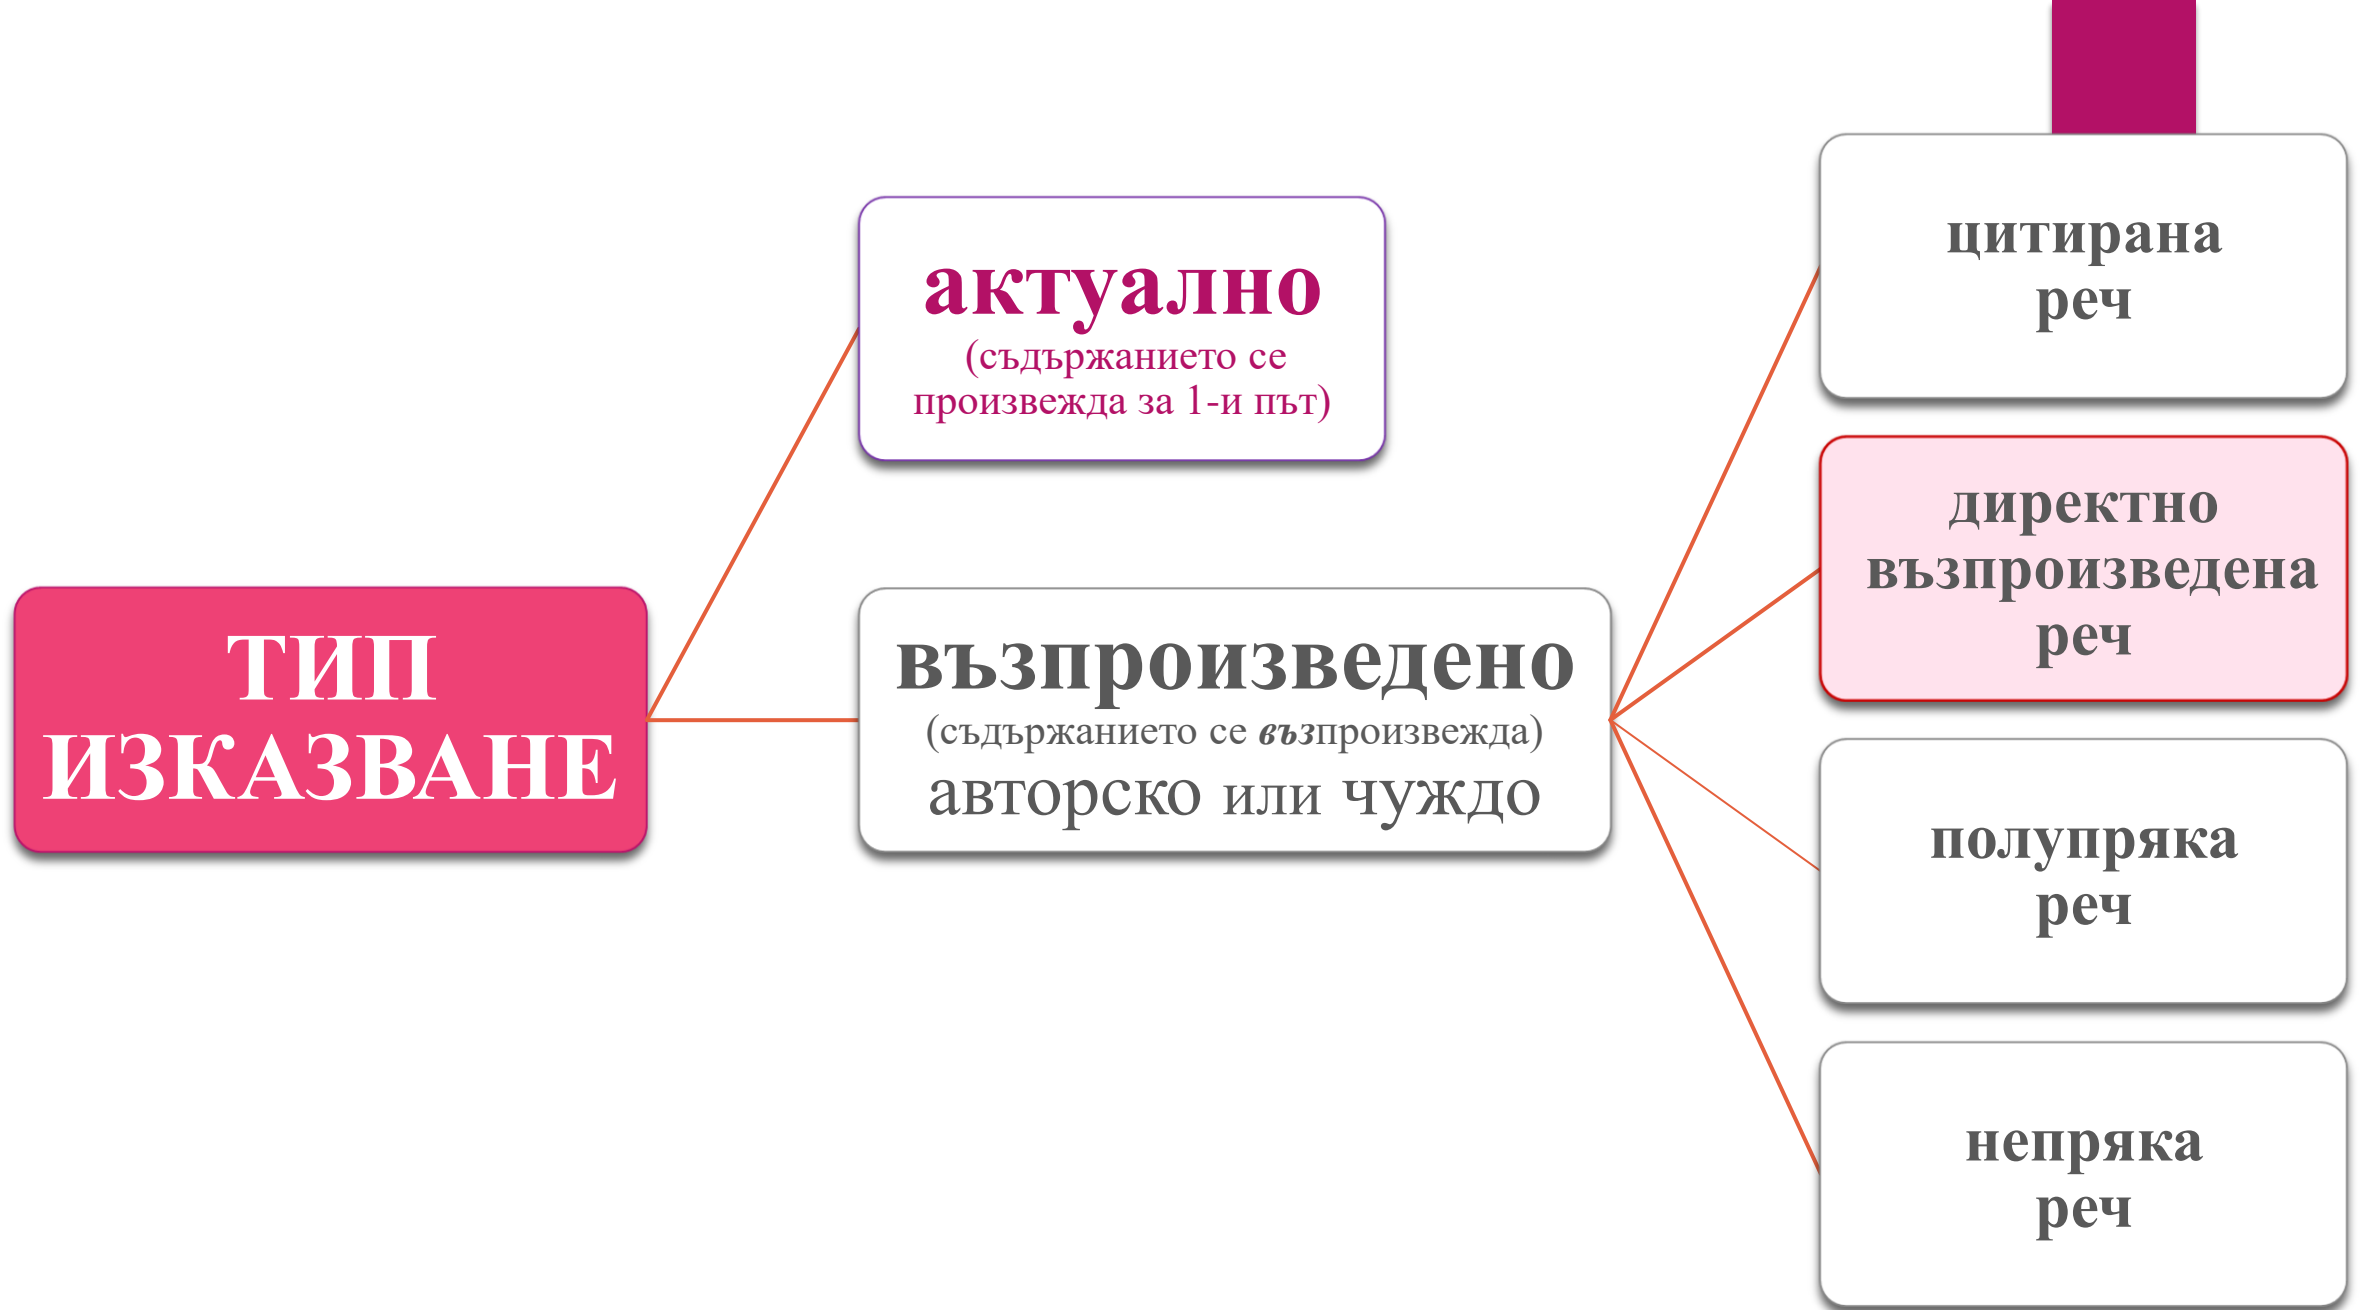 ТИП
ИЗКАЗВАНЕ
актуално
(съдържанието се
произвежда за 1-и път)
възпроизведено
(съдържанието се възпроизвежда)
авторско или чуждо
цитирана
реч
директно
възпроизведена
реч
полупряка
реч
непряка
реч